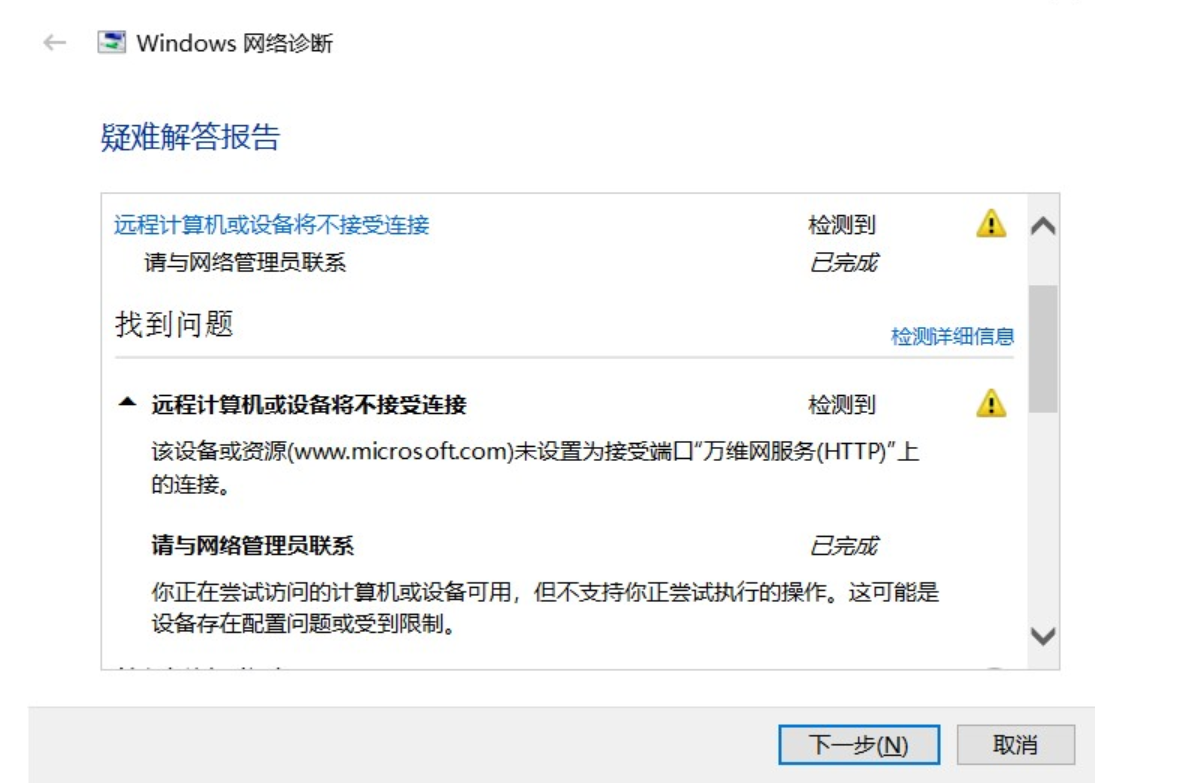 Windows 网络诊断
疑难解答报告
远程计算机或设备将不接受连接 检测到
请与网络管理员联系 已完成
找到问题 检测详细信息
远程计算机或设备将不接受连接 检测到
该设备或资源(www.microsoft.com)未设置为接受端口"万维网服务(HTTP)"上
的连接。
请与网络管理员联系 已完成
你正在尝试访问的计算机或设备可用，但不支持你正尝试执行的操作。这可能是
设备存在配置问题或受到限制。
下一步(N) 取消